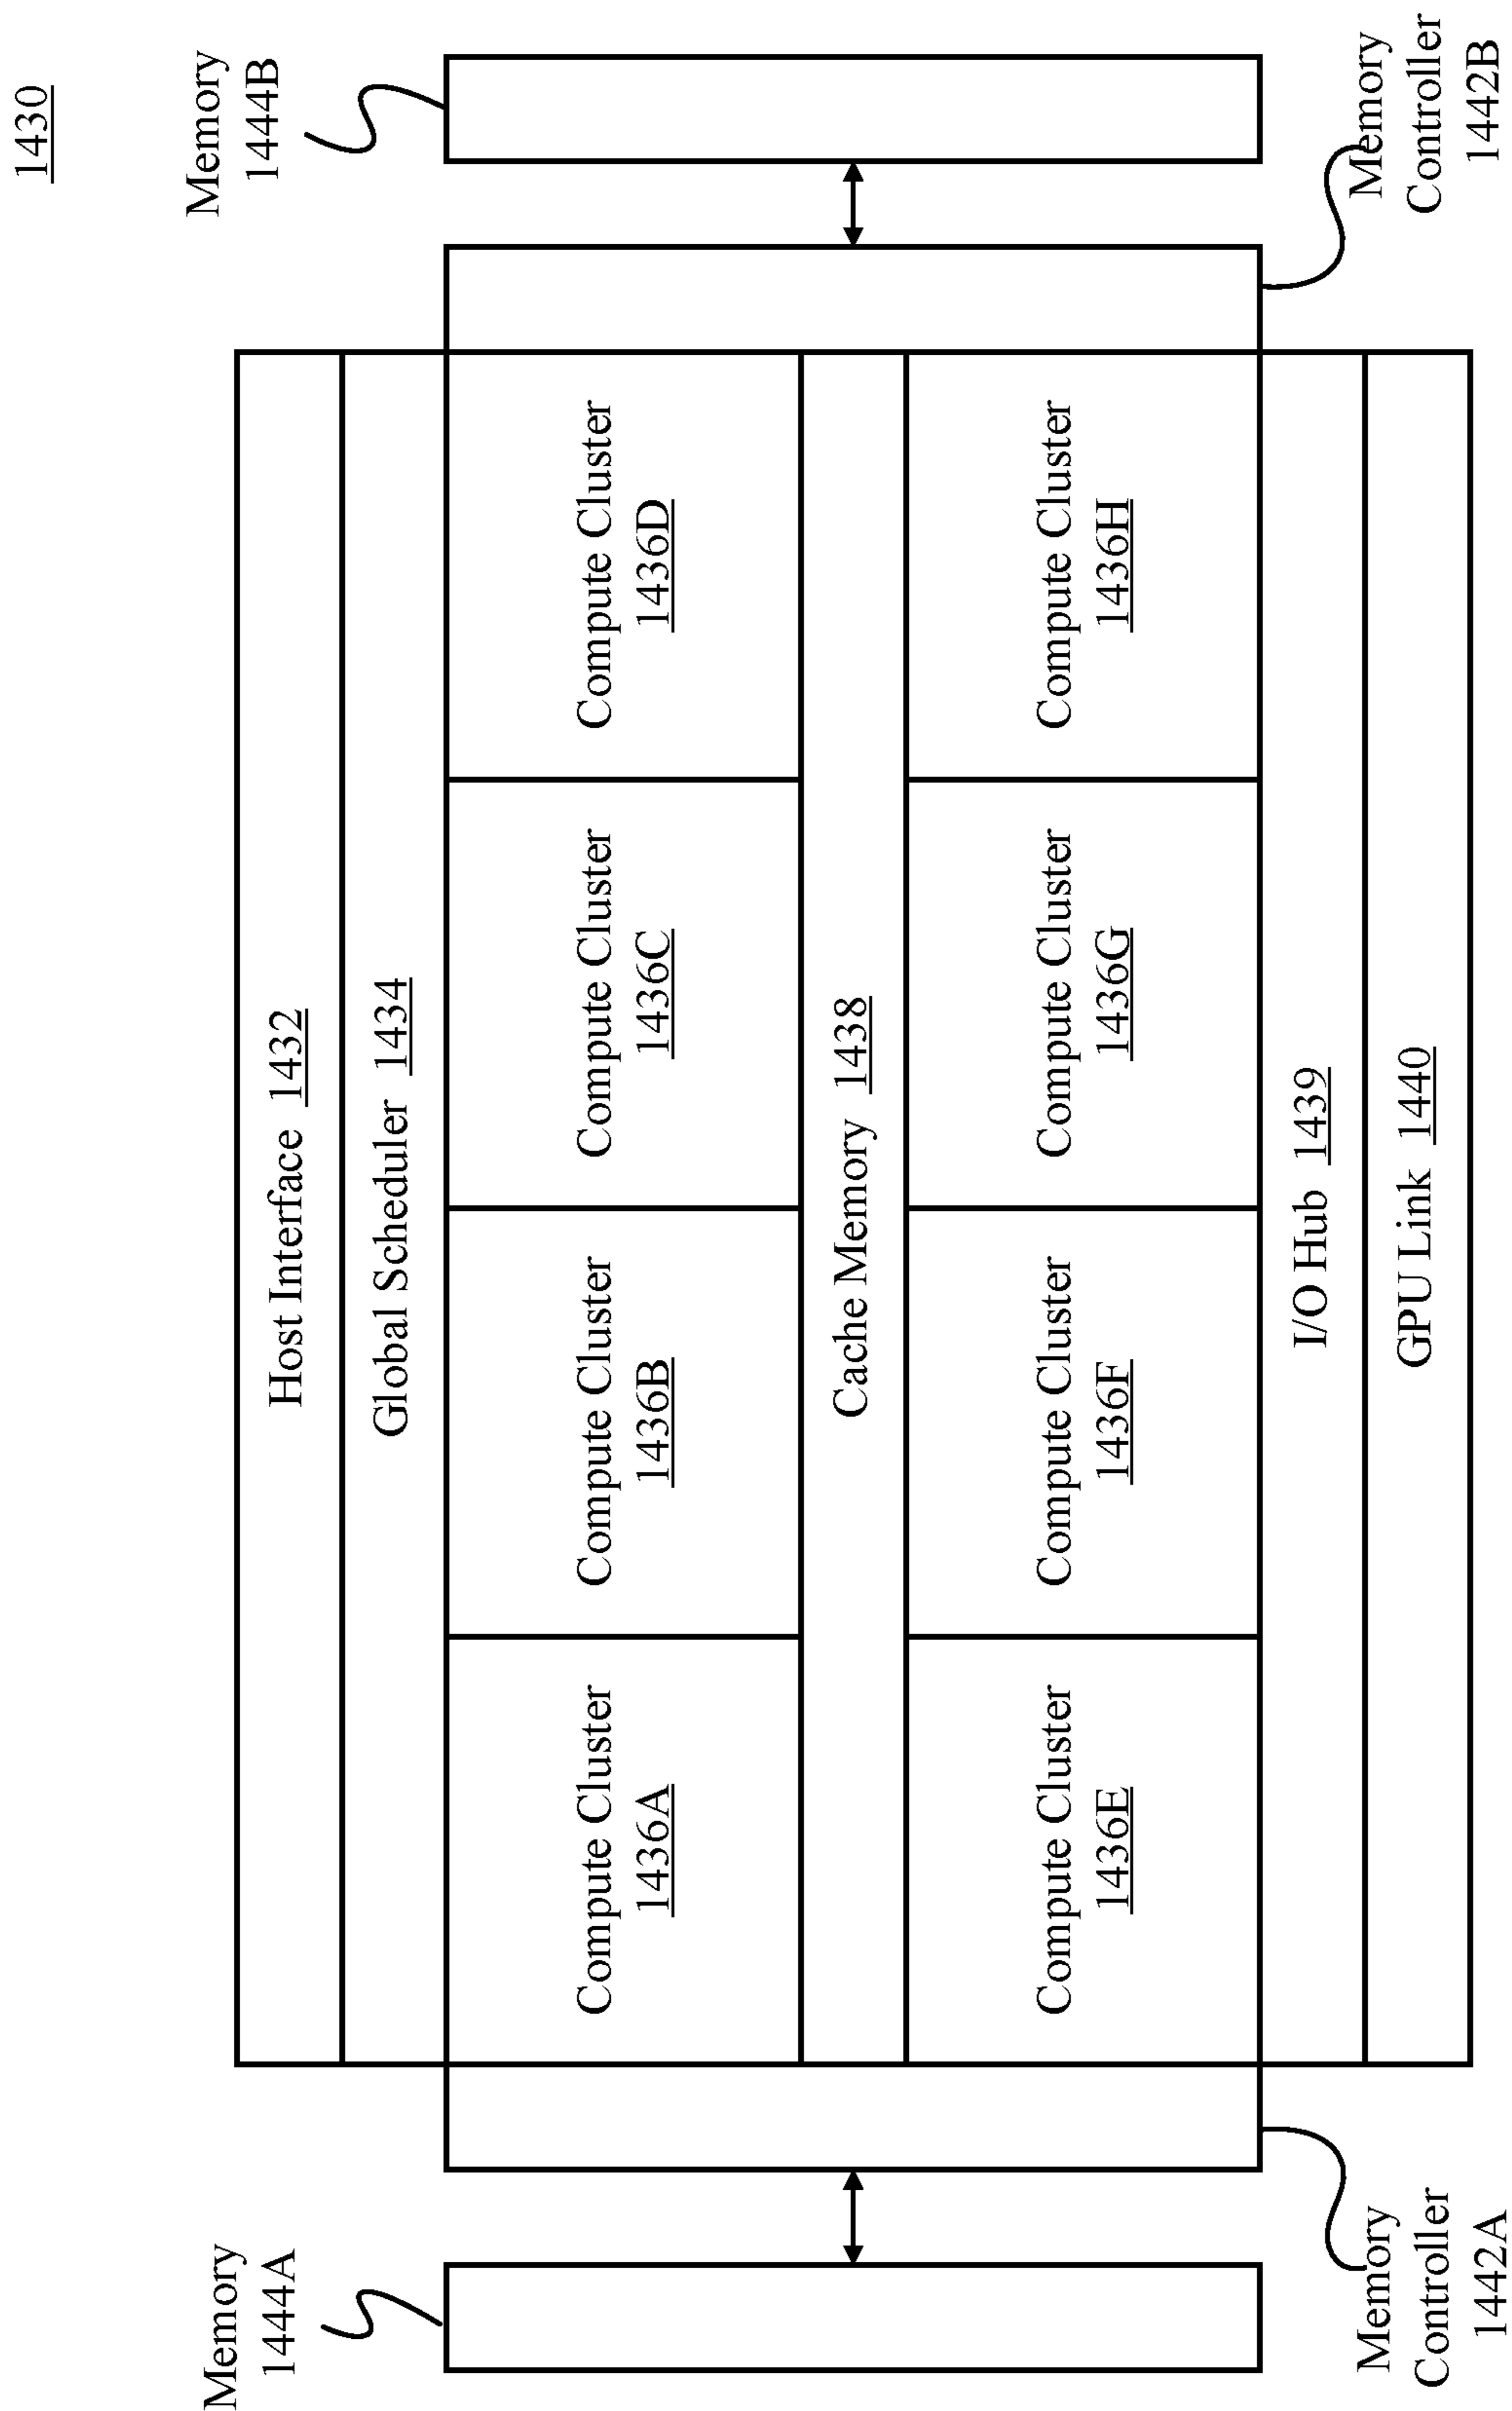 1430
Memory
1444A
Memory
1444B
Host Interface 1432
Global Scheduler 1434
Compute Cluster
1436A
Compute Cluster
1436B
Compute Cluster
1436C
Compute Cluster
1436D
Cache Memory 1438
Compute Cluster
1436E
Compute Cluster
1436F
Compute Cluster
1436G
Compute Cluster
1436H
I/O Hub 1439
GPU Link 1440
Memory
Controller
1442A
Memory
Controller
1442B